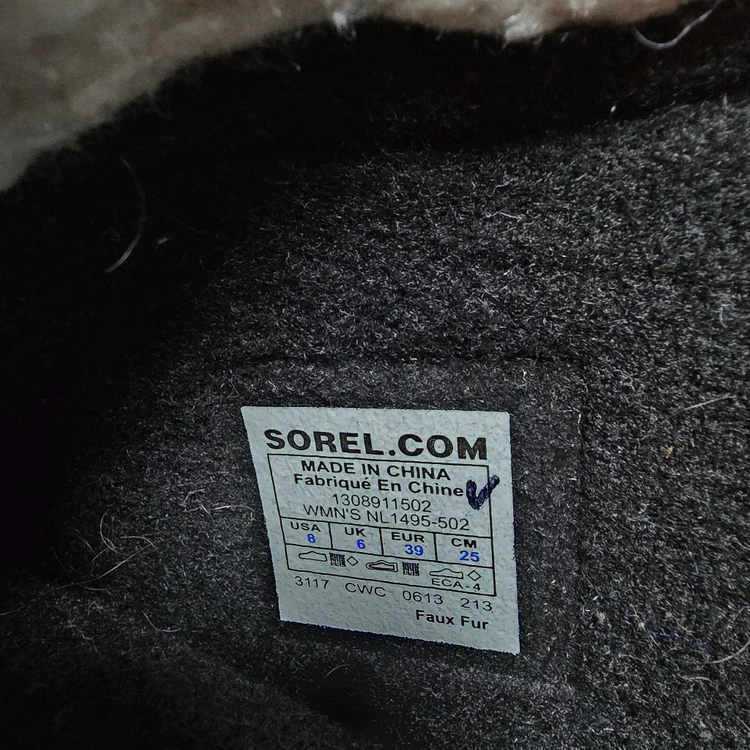 SOREL.COM
MADE IN CHINA
Fabriqué En Chine
1308911502
WMN'S NL1495-502
USA UK EUR CM
8 6 39 25
ECA-4
3117 CWC 0613 213
Faux Fur